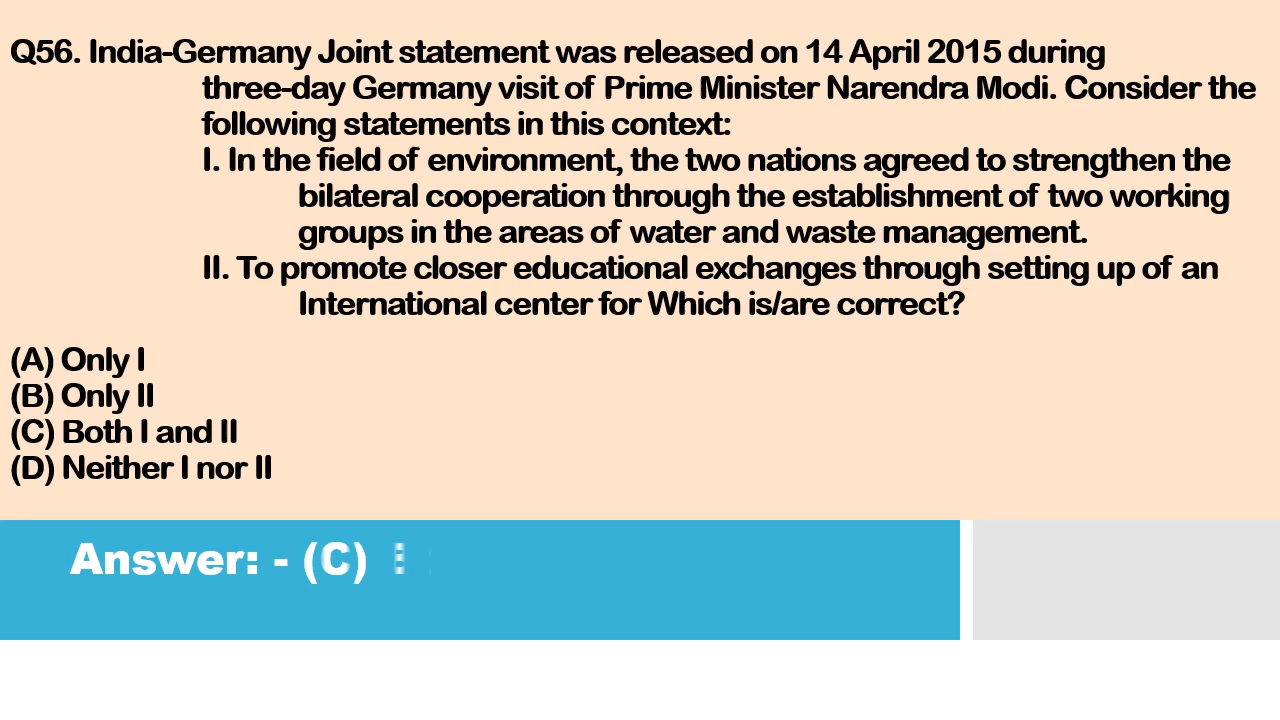 Q56. India-Germany Joint statement was released on 14 April 2015 during
three-day Germany visit of Prime Minister Narendra Modi. Consider the
following statements in this context:
I. In the field of environment, the two nations agreed to strengthen the
bilateral cooperation through the establishment of two working
groups in the areas of water and waste management.
II. To promote closer educational exchanges through setting up of an
International center for Which is/are correct?
(A) Only I
(B) Only II
(C) Both I and II
(D) Neither I nor II
Answer: - (C)